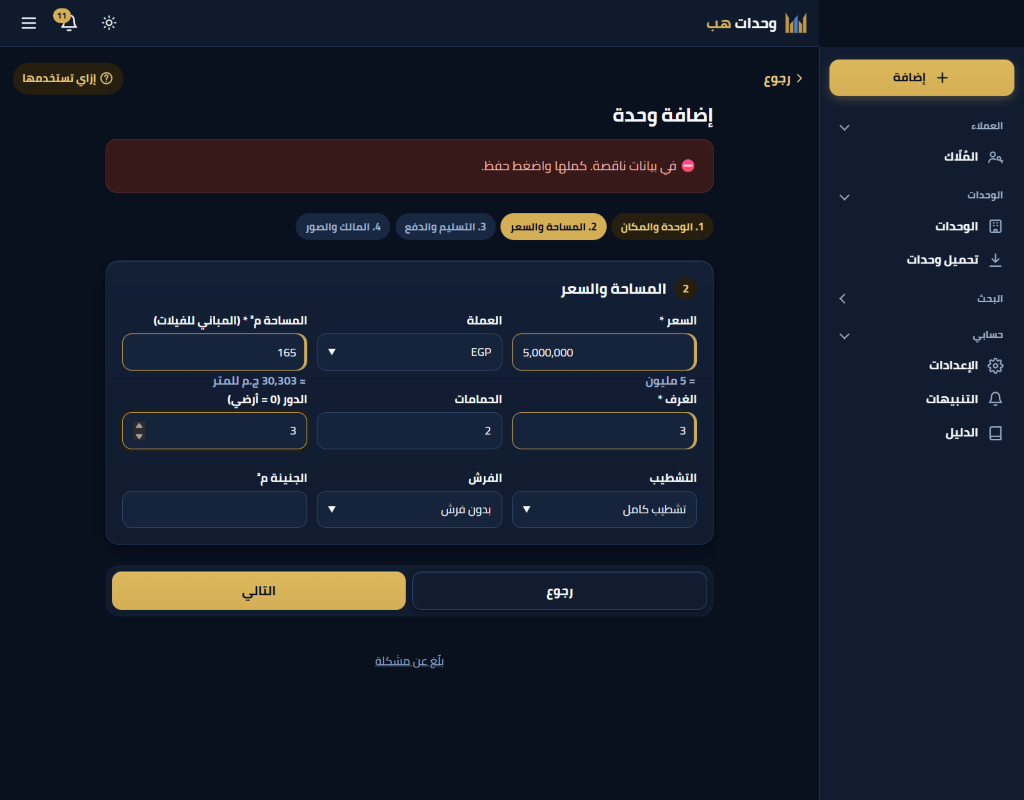 وحدات هب
11
إضافة
العملاء
المُلّاك
الوحدات
الوحدات
تحميل وحدات
البحث
حسابي
الإعدادات
التنبيهات
الدليل
رجوع
إزاي تستخدمها
إضافة وحدة
في بيانات ناقصة. كملها واضغط حفظ.
1. الوحدة والمكان
2. المساحة والسعر
3. التسليم والدفع
4. المالك والصور
2 المساحة والسعر
السعر *
العملة
المساحة م² * (المباني للفيلات)
5,000,000
EGP
165
= 5 مليون
≈ 30,303 ج.م للمتر
الغرف *
الحمامات
الدور (0 = أرضي)
3
2
3
التشطيب
الفرش
الجنينة م²
تشطيب كامل
بدون فرش
رجوع
التالي
بلّغ عن مشكلة